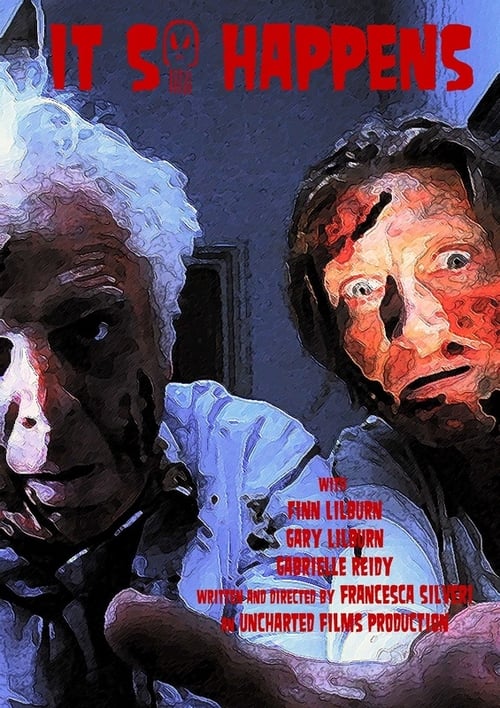 IT SO HAPPENS
WITH
FINN LILBURN
GARY LILBURN
GABRIELLE REIDY
WRITTEN AND DIRECTED BY FRANCESCA SILVERI
AN UNCHARTED FILMS PRODUCTION